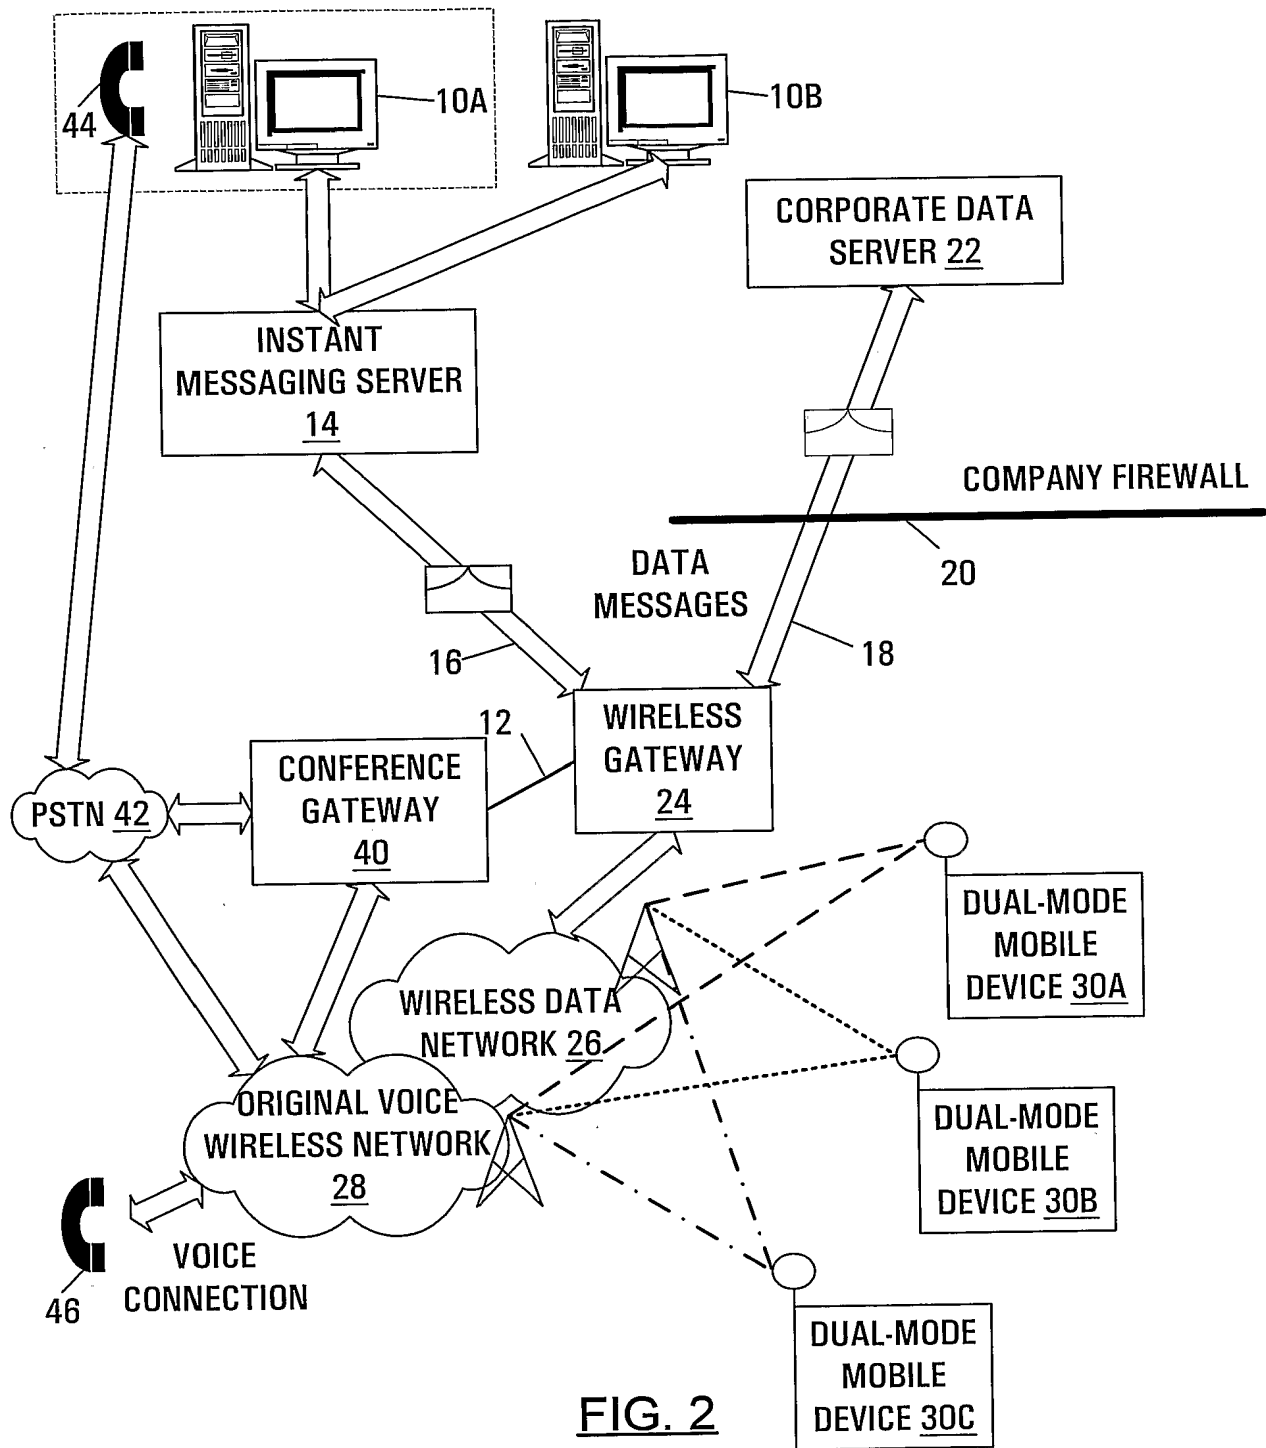 44
10A
10B
CORPORATE DATA
SERVER 22
INSTANT
MESSAGING SERVER
14
COMPANY FIREWALL
20
DATA
MESSAGES
16
18
12
WIRELESS
GATEWAY
24
CONFERENCE
GATEWAY
40
PSTN 42
DUAL-MODE
MOBILE
DEVICE 30A
WIRELESS DATA
NETWORK 26
ORIGINAL VOICE
WIRELESS NETWORK
28
DUAL-MODE
MOBILE
DEVICE 30B
VOICE
CONNECTION
46
DUAL-MODE
MOBILE
DEVICE 30C
FIG. 2